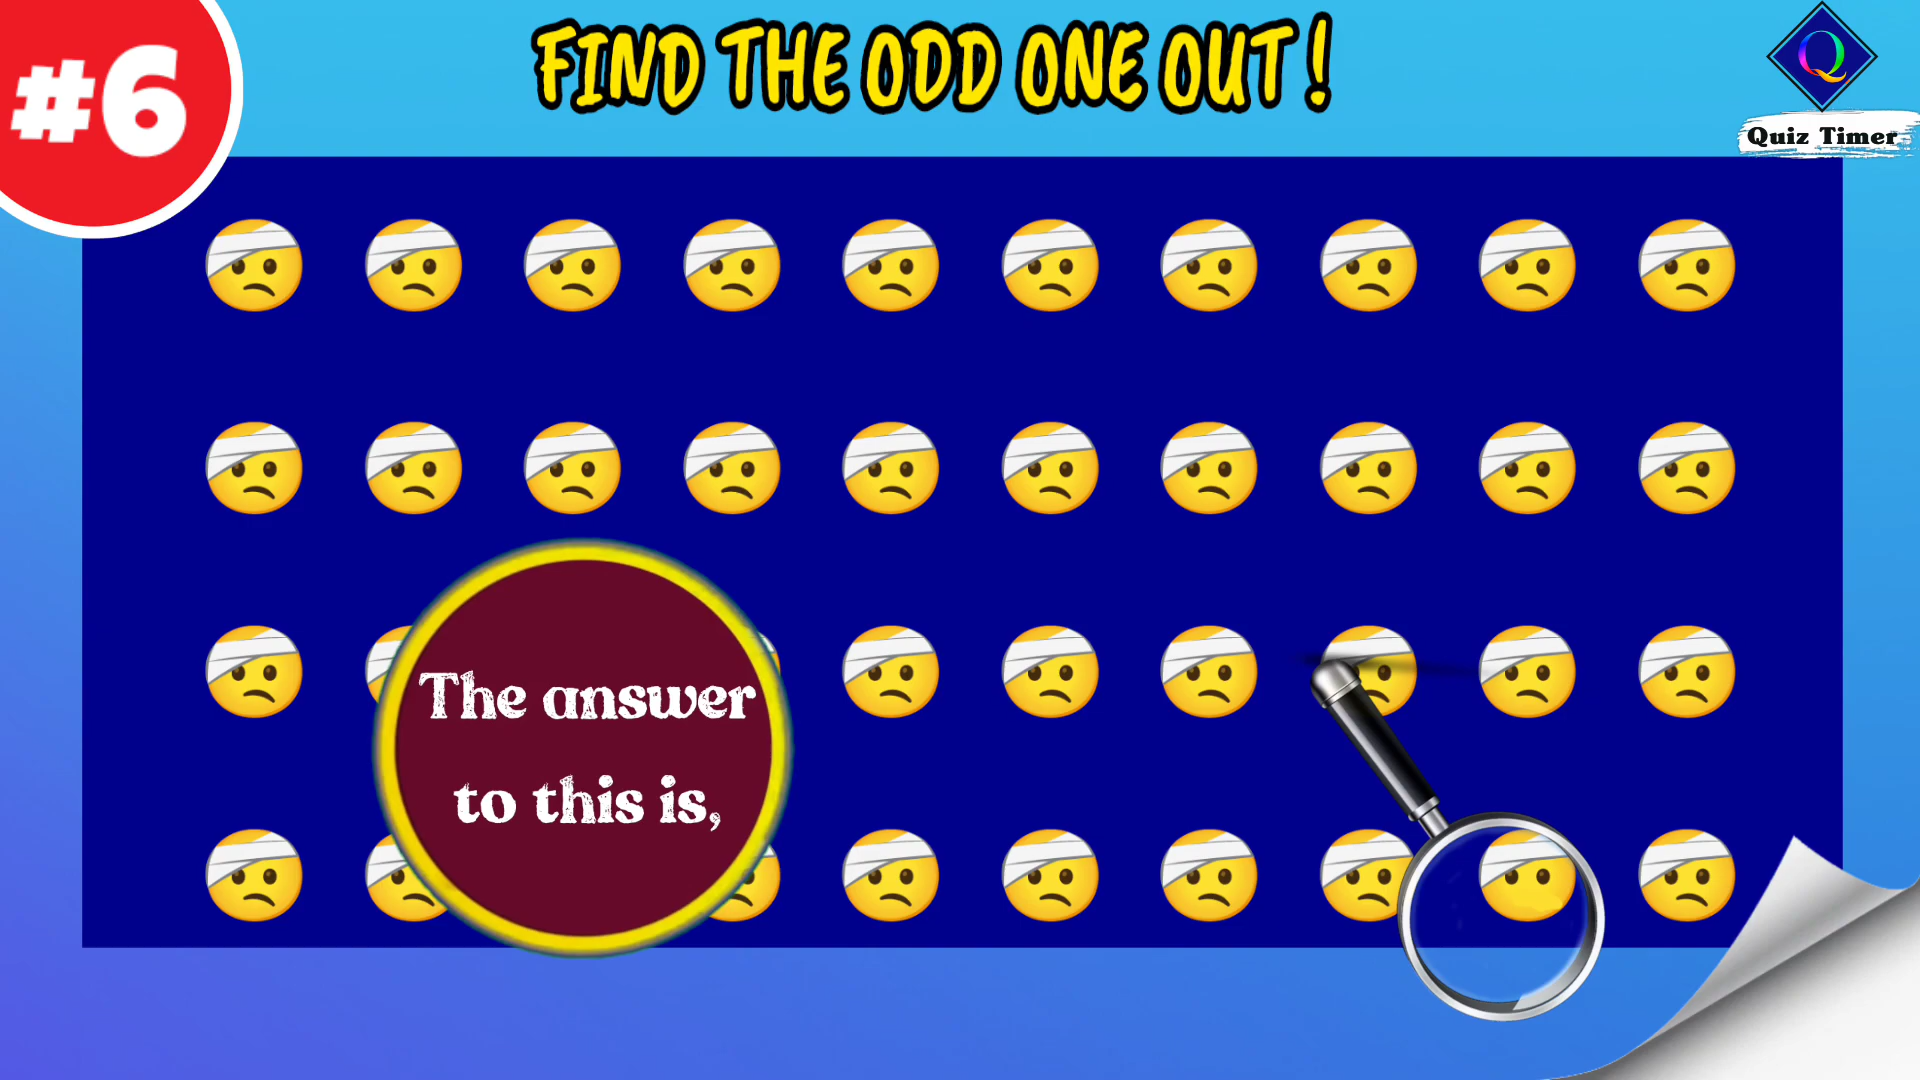 #6
FIND THE ODD ONE OUT !
Q
Quiz Timer
The answer
to this is,